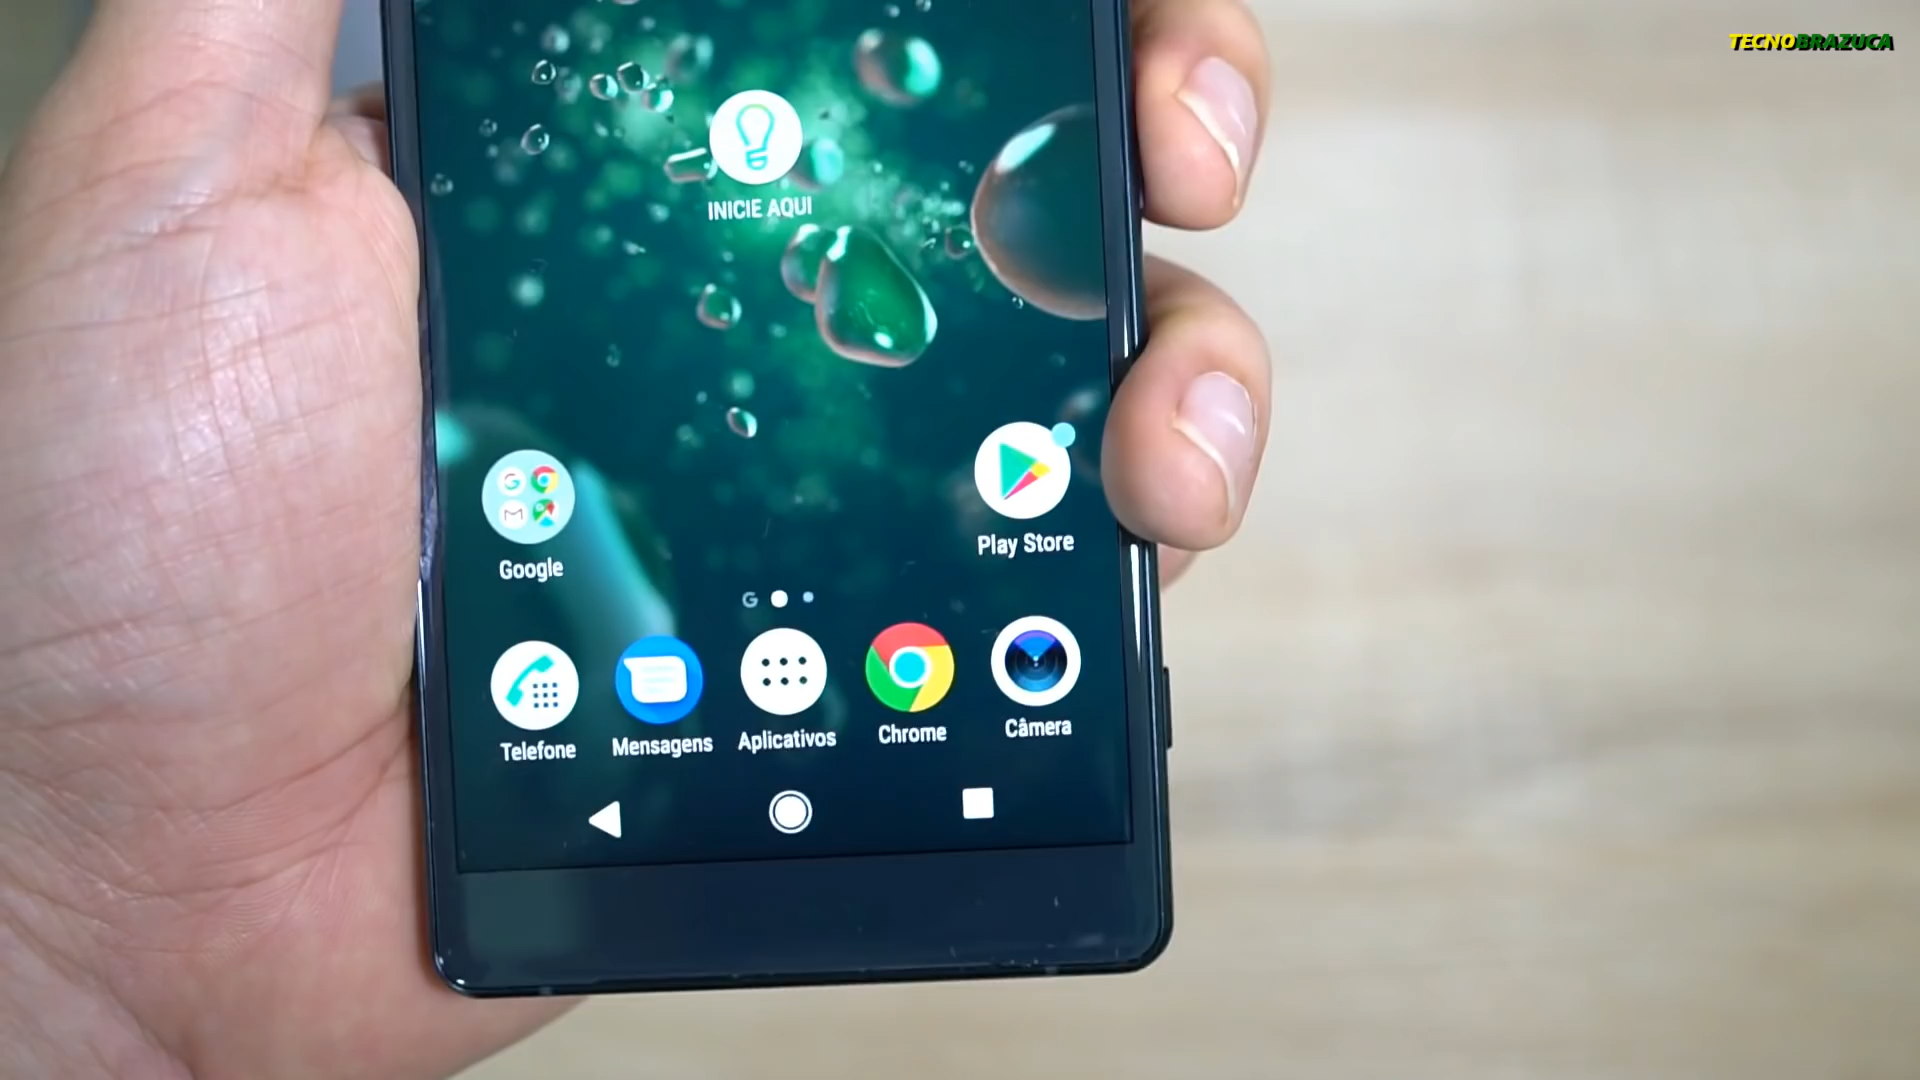 TECNOBRAZUCA
INICIE AQUI
Google
Play Store
G
Telefone
Mensagens
Aplicativos
Chrome
Câmera